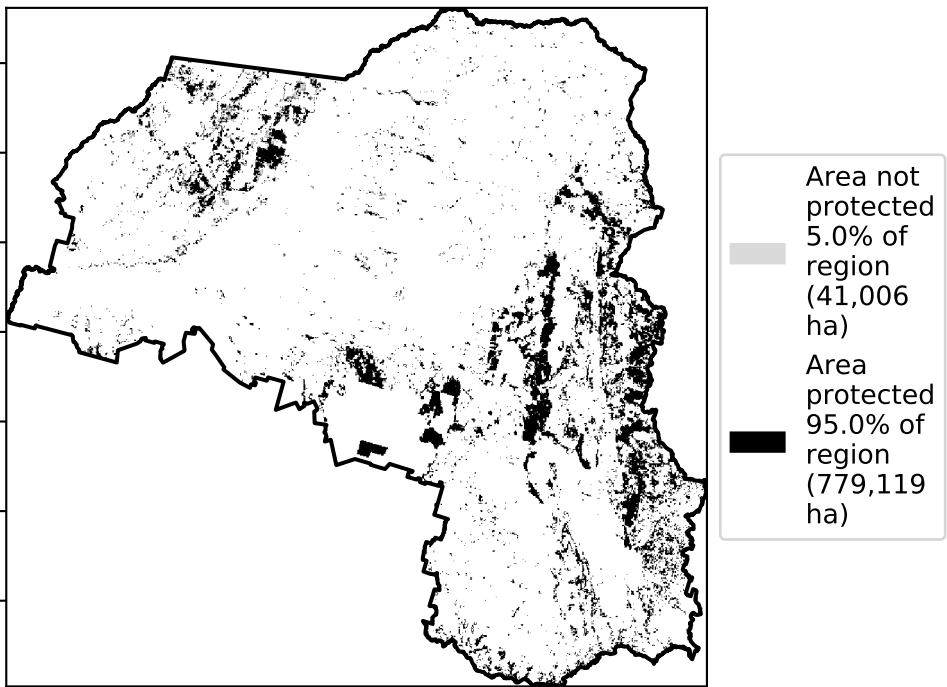 Area not
protected
5.0% of
region
(41,006
ha)
Area
protected
95.0% of
region
(779,119
ha)